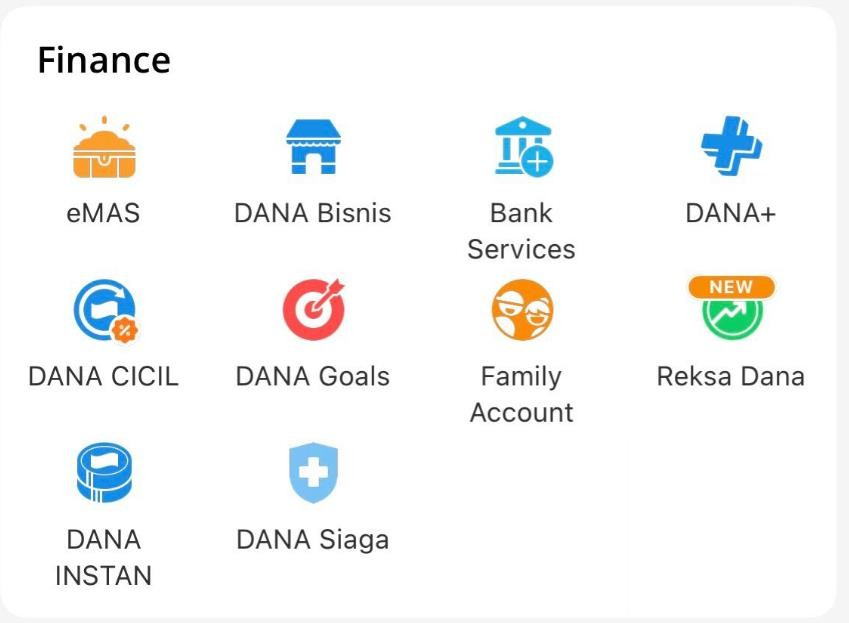 Finance
eMAS
DANA Bisnis
Bank
Services
DANA+
DANA CICIL
DANA Goals
Family
Account
NEW
Reksa Dana
DANA
INSTAN
DANA Siaga